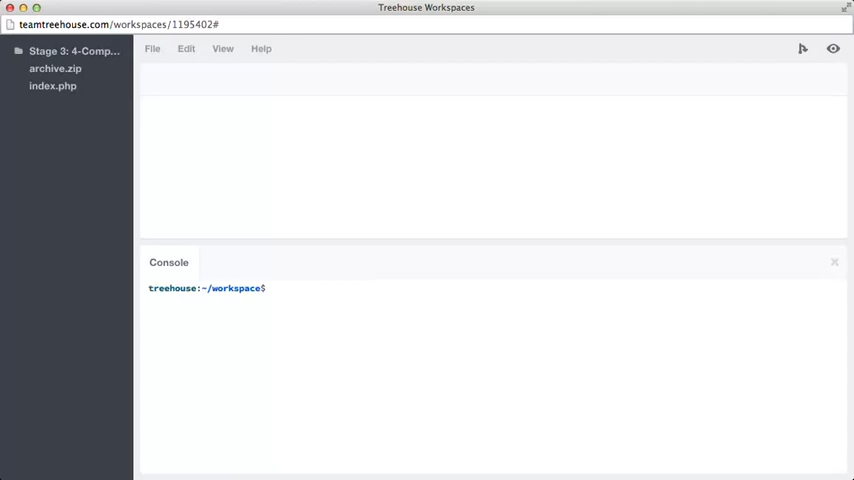 Treehouse Workspaces
teamtreehouse.com/workspaces/1195402#
Stage 3: 4-Comp...
archive.zip
index.php
File Edit View Help
Console
treehouse:~/workspace$